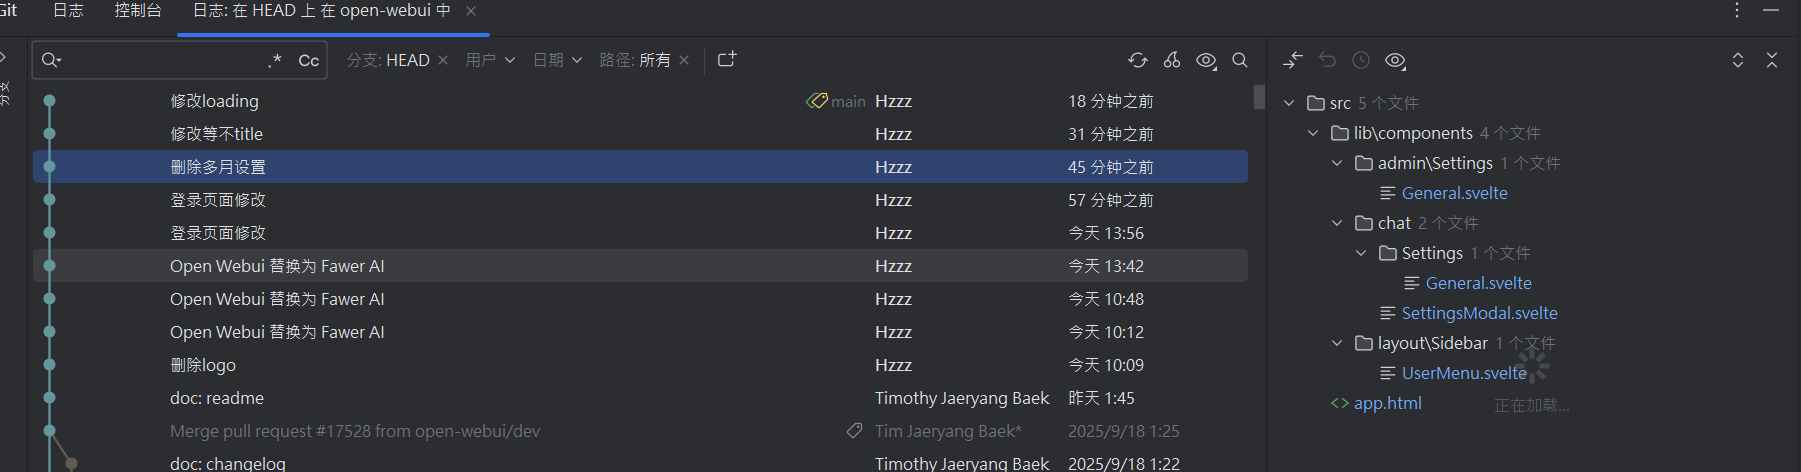 Git 日志 控制台 日志: 在 HEAD 上 在 open-webui 中
.* Cc 分支: HEAD 用户 日期 路径: 所有
分支
修改loading main Hzzz 18 分钟之前
修改等不title Hzzz 31 分钟之前
删除多月设置 Hzzz 45 分钟之前
登录页面修改 Hzzz 57 分钟之前
登录页面修改 Hzzz 今天 13:56
Open Webui 替换为 Fawer AI Hzzz 今天 13:42
Open Webui 替换为 Fawer AI Hzzz 今天 10:48
Open Webui 替换为 Fawer AI Hzzz 今天 10:12
删除logo Hzzz 今天 10:09
doc: readme Timothy Jaeryang Baek 昨天 1:45
Merge pull request #17528 from open-webui/dev Tim Jaeryang Baek* 2025/9/18 1:25
doc: changelog Timothy Jaeryang Baek 2025/9/18 1:22
src 5 个文件
lib\components 4 个文件
admin\Settings 1 个文件
General.svelte
chat 2 个文件
Settings 1 个文件
General.svelte
SettingsModal.svelte
layout\Sidebar 1 个文件
UserMenu.svelte
app.html
正在加载...